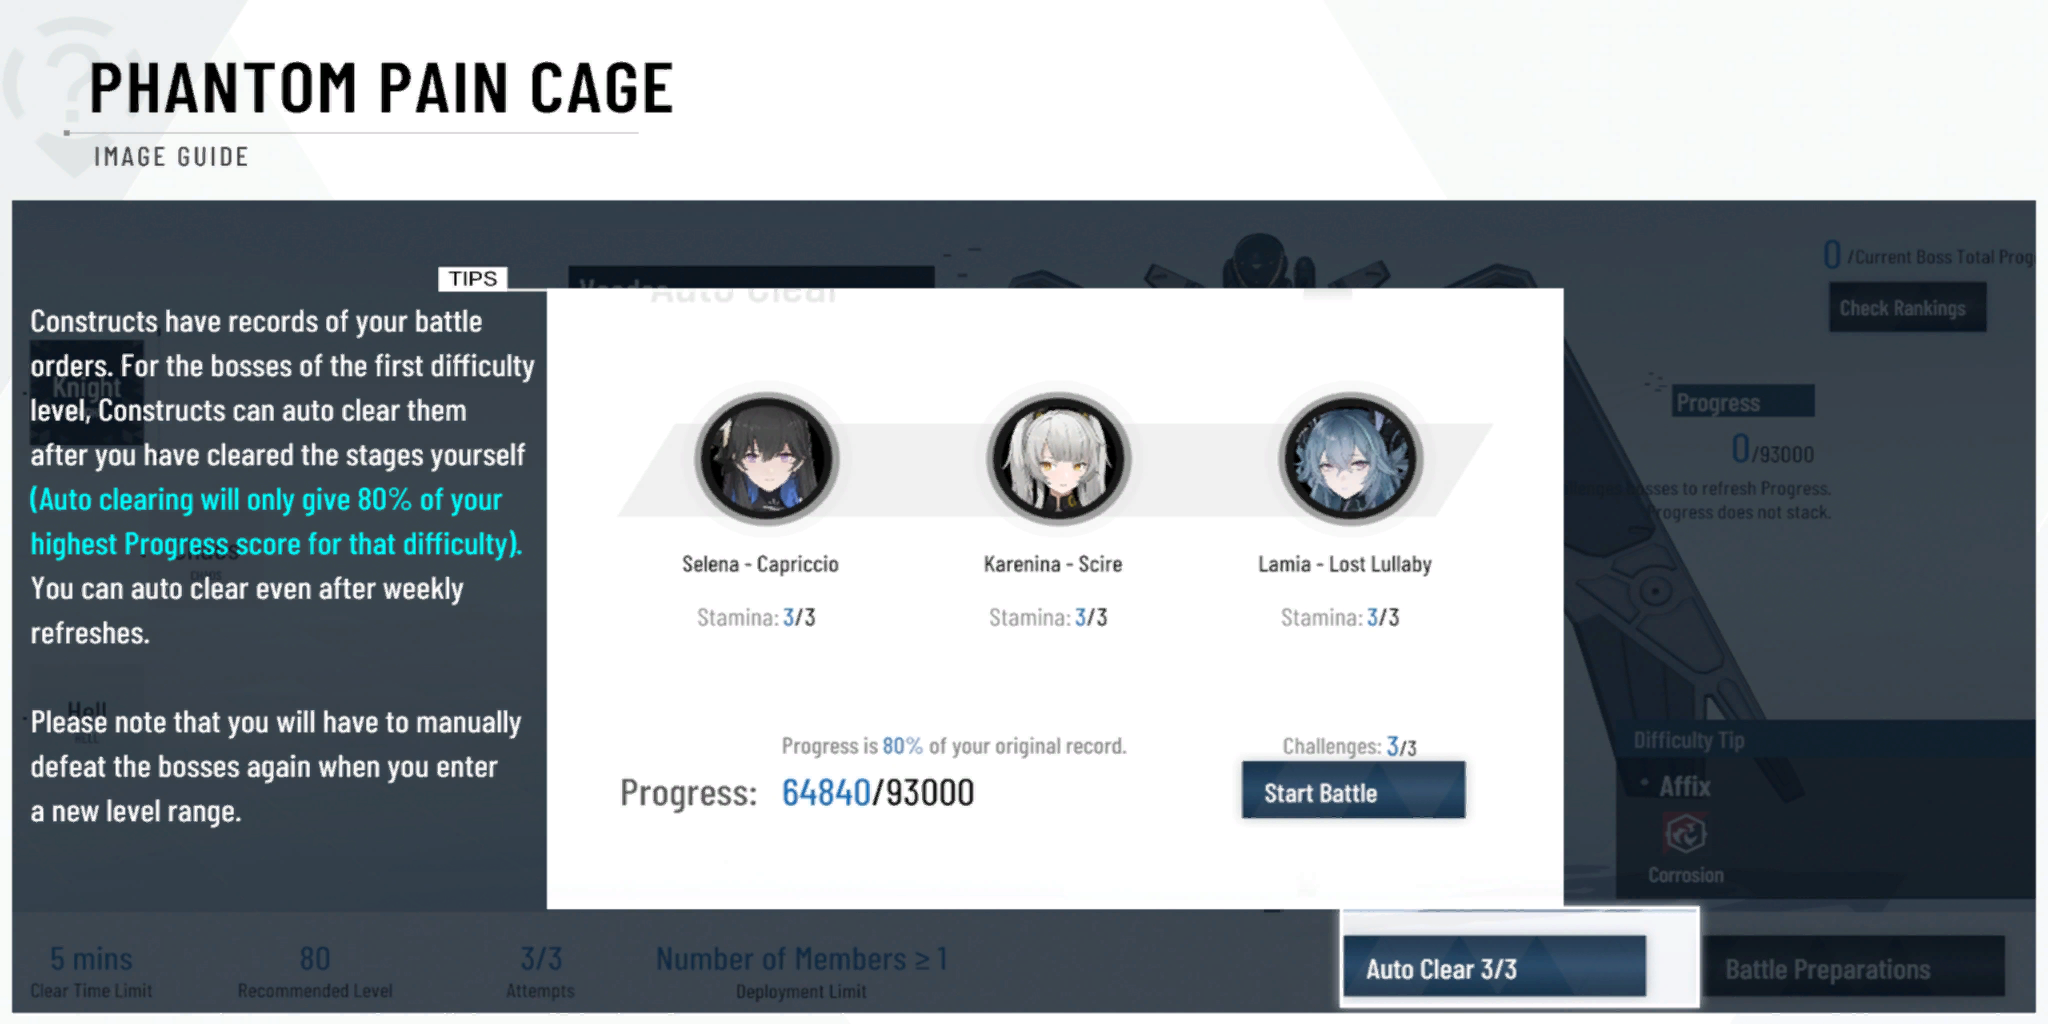 PHANTOM PAIN CAGE
IMAGE GUIDE
TIPS
Constructs have records of your battle
orders. For the bosses of the first difficulty
level, Constructs can auto clear them
after you have cleared the stages yourself
(Auto clearing will only give 80% of your
highest Progress score for that difficulty).
You can auto clear even after weekly
refreshes.
Please note that you will have to manually
defeat the bosses again when you enter
a new level range.
Knight
Hell
Auto Clear
Selena - Capriccio
Karenina - Scire
Lamia - Lost Lullaby
Stamina: 3/3
Stamina: 3/3
Stamina: 3/3
Progress is 80% of your original record.
Progress: 64840/93000
Challenges: 3/3
Start Battle
0 /Current Boss Total Prog
Check Rankings
Progress
0/93000
sses to refresh Progress.
Progress does not stack.
Difficulty Tip
Affix
Corrosion
5 mins
Clear Time Limit
80
Recommended Level
3/3
Attempts
Number of Members ≥ 1
Deployment Limit
Auto Clear 3/3
Battle Preparations